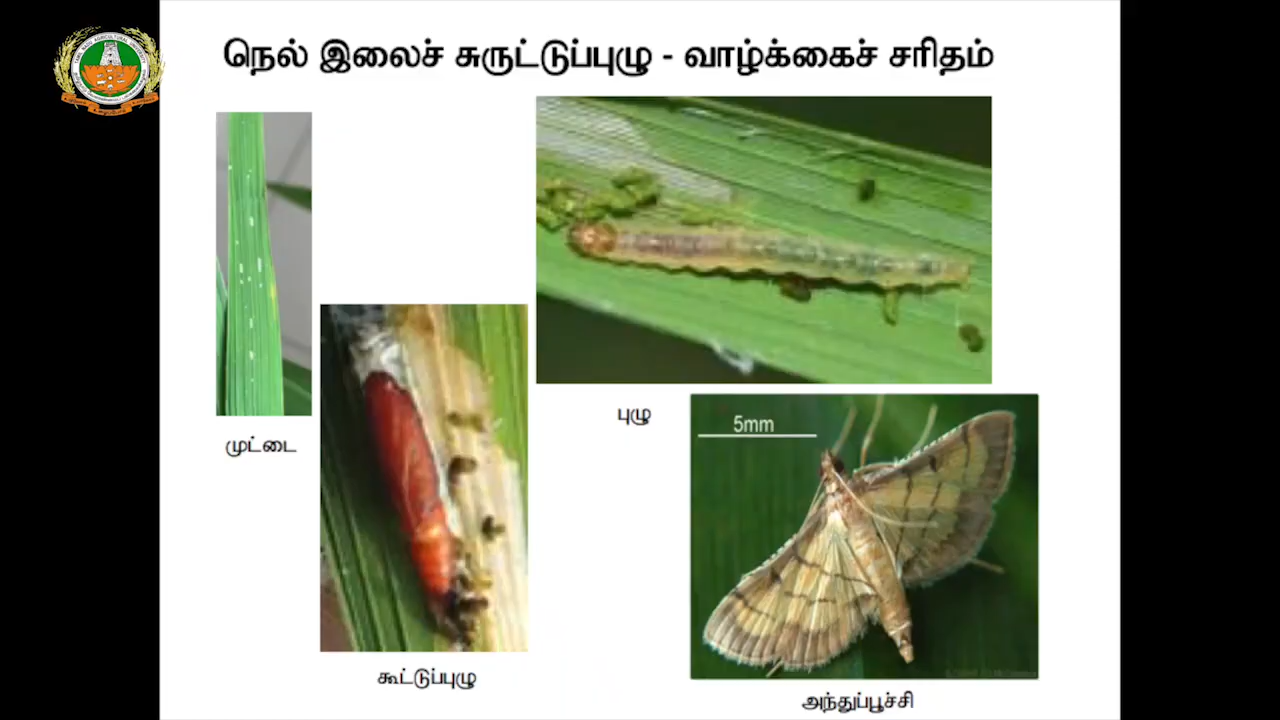 நெல் இலைச் சுருட்டுப்புழு - வாழ்க்கைச் சரிதம்
முட்டை
புழு
5mm
கூட்டுப்புழு
அந்துப்பூச்சி